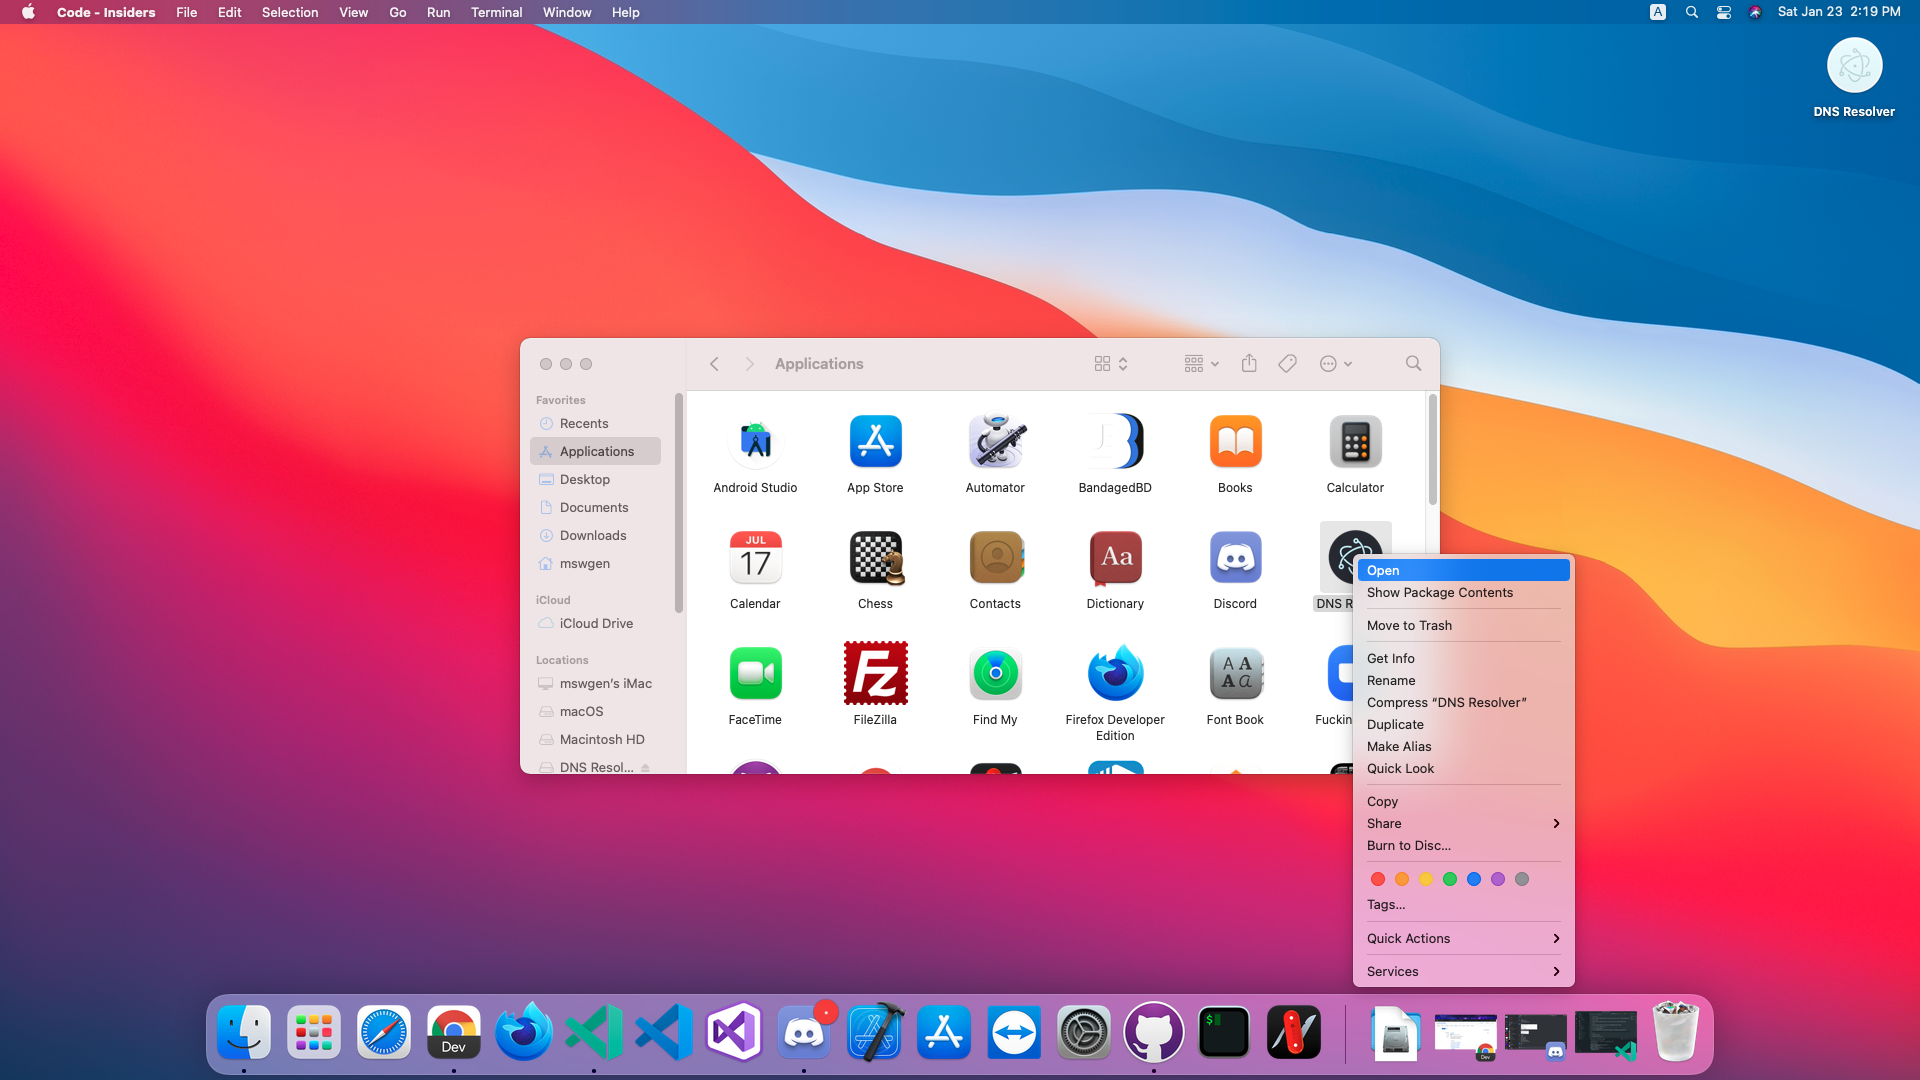 Code - Insiders File Edit Selection View Go Run Terminal Window Help
A Sat Jan 23 2:19 PM
DNS Resolver
Applications
Favorites
Recents
Applications
Desktop
Documents
Downloads
mswgen
iCloud
iCloud Drive
Locations
mswgen's iMac
macOS
Macintosh HD
DNS Resol...
Android Studio
App Store
Automator
BandagedBD
Books
Calculator
JUL
17
Aa
Calendar
Chess
Contacts
Dictionary
Discord
DNS R
Fz
A A
A a
FaceTime
FileZilla
Find My
Firefox Developer
Edition
Font Book
Fuckin
Open
Show Package Contents
Move to Trash
Get Info
Rename
Compress “DNS Resolver”
Duplicate
Make Alias
Quick Look
Copy
Share
Burn to Disc...
Tags...
Quick Actions
Services
Dev
$